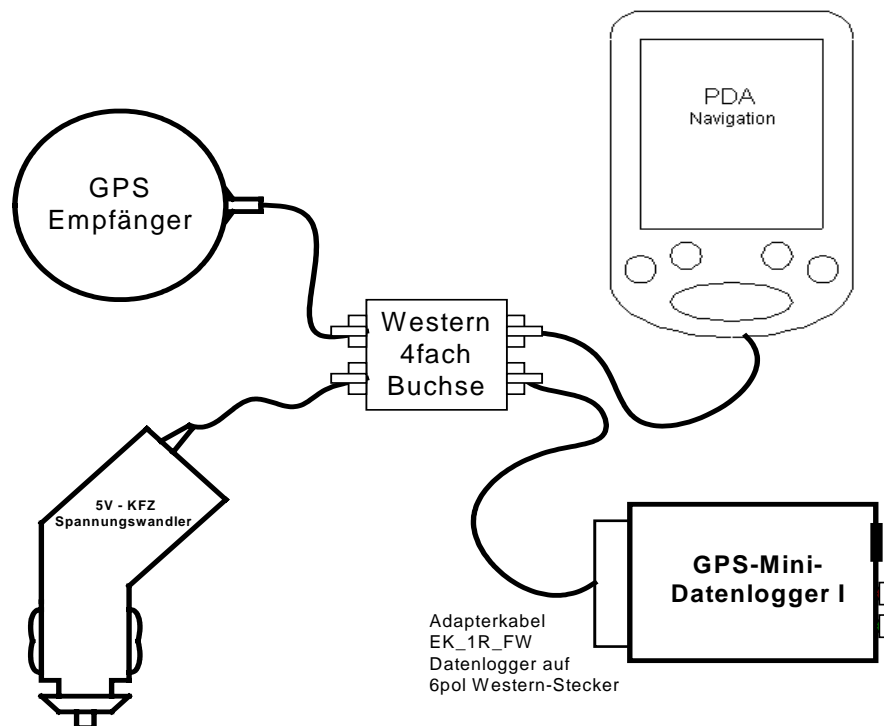 PDA
Navigation
GPS
Empfänger
Western
4fach
Buchse
5V - KFZ
Spannungswandler
GPS-Mini-
Datenlogger I
Adapterkabel
EK_1R_FW
Datenlogger auf
6pol Western-Stecker